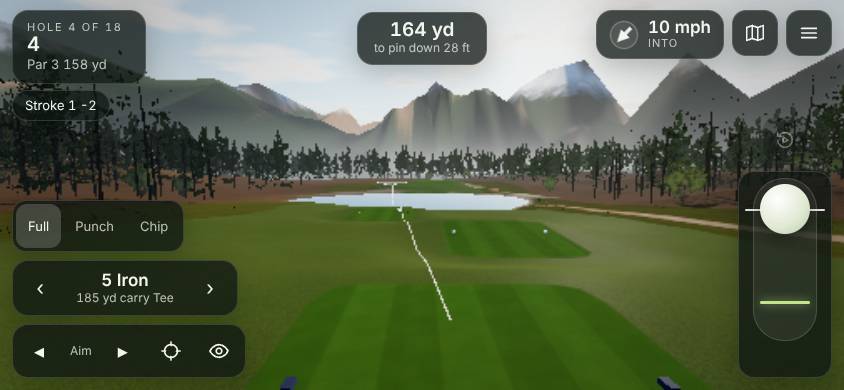 HOLE 4 OF 18
4
Par 3 158 yd
Stroke 1 -2
164 yd
to pin down 28 ft
10 mph
INTO
Full Punch Chip
5 Iron
185 yd carry Tee
Aim